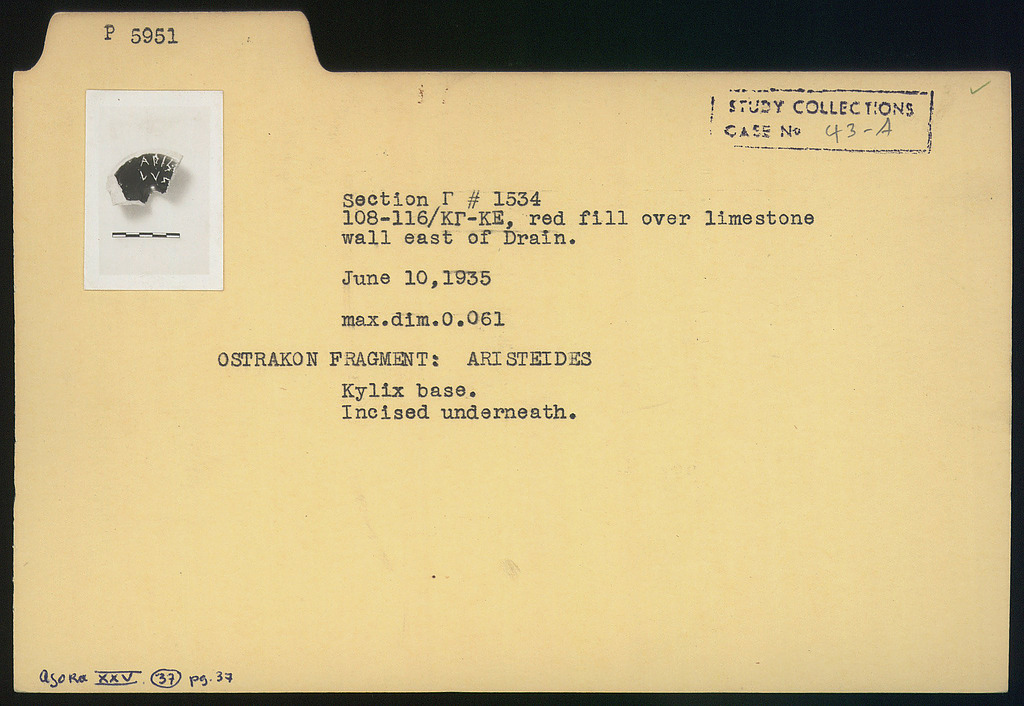 P 5951
STUDY COLLECTIONS
CASE No 43-A
ARIS
LVS
Section Γ # 1534
108-116/ΚΓ-ΚΕ, red fill over limestone
wall east of Drain.
June 10,1935
max.dim.0.061
OSTRAKON FRAGMENT: ARISTEIDES
Kylix base.
Incised underneath.
Agora XXV 37 pg.37